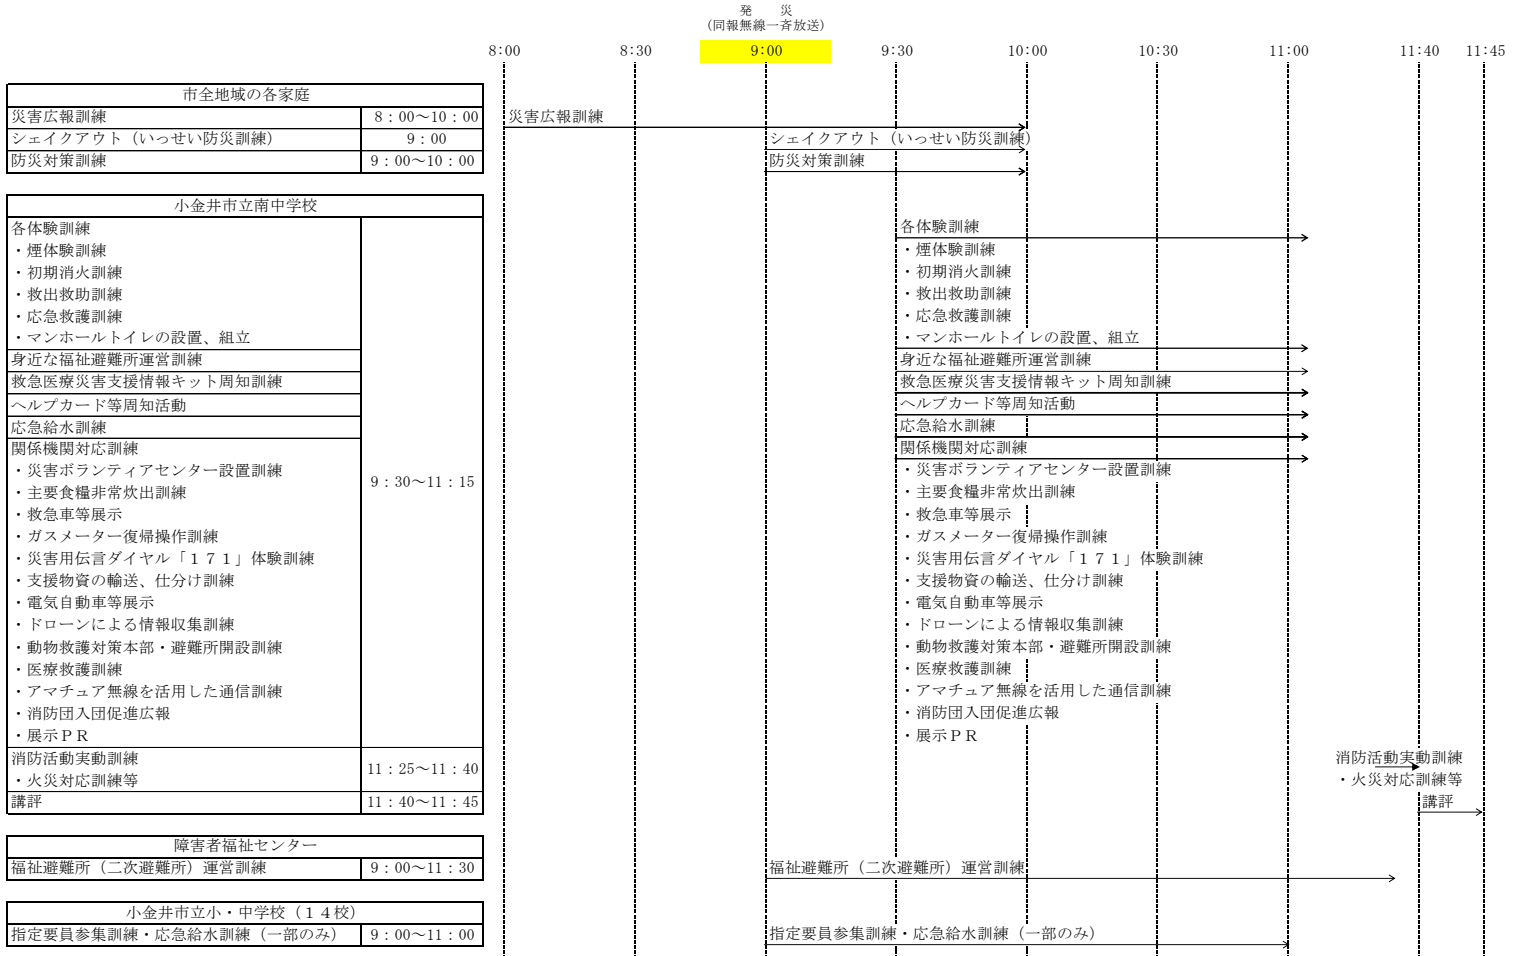 発　　災
(同報無線一斉放送)
8:00 8:30 9:00 9:30 10:00 10:30 11:00 11:40 11:45
市全地域の各家庭
災害広報訓練 8：00～10：00 災害広報訓練
シェイクアウト（いっせい防災訓練） 9：00 シェイクアウト（いっせい防災訓練）
防災対策訓練 9：00～10：00 防災対策訓練
小金井市立南中学校
各体験訓練 各体験訓練
・煙体験訓練 ・煙体験訓練
・初期消火訓練 ・初期消火訓練
・救出救助訓練 ・救出救助訓練
・応急救護訓練 ・応急救護訓練
・マンホールトイレの設置、組立 ・マンホールトイレの設置、組立
身近な福祉避難所運営訓練 身近な福祉避難所運営訓練
救急医療災害支援情報キット周知訓練 救急医療災害支援情報キット周知訓練
ヘルプカード等周知活動 ヘルプカード等周知活動
応急給水訓練 応急給水訓練
関係機関対応訓練 関係機関対応訓練
・災害ボランティアセンター設置訓練 ・災害ボランティアセンター設置訓練
9：30～11：15
・主要食糧非常炊出訓練 ・主要食糧非常炊出訓練
・救急車等展示 ・救急車等展示
・ガスメーター復帰操作訓練 ・ガスメーター復帰操作訓練
・災害用伝言ダイヤル「１７１」体験訓練 ・災害用伝言ダイヤル「１７１」体験訓練
・支援物資の輸送、仕分け訓練 ・支援物資の輸送、仕分け訓練
・電気自動車等展示 ・電気自動車等展示
・ドローンによる情報収集訓練 ・ドローンによる情報収集訓練
・動物救護対策本部・避難所開設訓練 ・動物救護対策本部・避難所開設訓練
・医療救護訓練 ・医療救護訓練
・アマチュア無線を活用した通信訓練 ・アマチュア無線を活用した通信訓練
・消防団入団促進広報 ・消防団入団促進広報
・展示ＰＲ ・展示ＰＲ
消防活動実動訓練 消防活動実動訓練
11：25～11：40
・火災対応訓練等 ・火災対応訓練等
講評 11：40～11：45 講評
障害者福祉センター
福祉避難所（二次避難所）運営訓練 9：00～11：30 福祉避難所（二次避難所）運営訓練
小金井市立小・中学校（１４校）
指定要員参集訓練・応急給水訓練（一部のみ） 9：00～11：00 指定要員参集訓練・応急給水訓練（一部のみ）